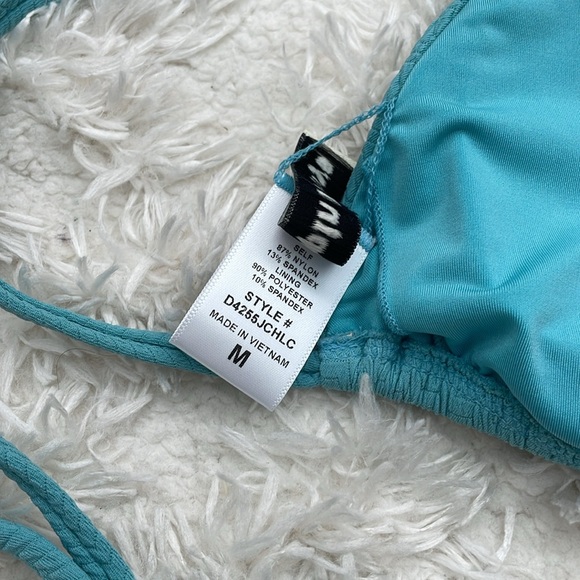 SELF
87% NYLON
13% SPANDEX
LINING
90% POLYESTER
10% SPANDEX
STYLE #
D4255JCHLC
MADE IN VIETNAM
M